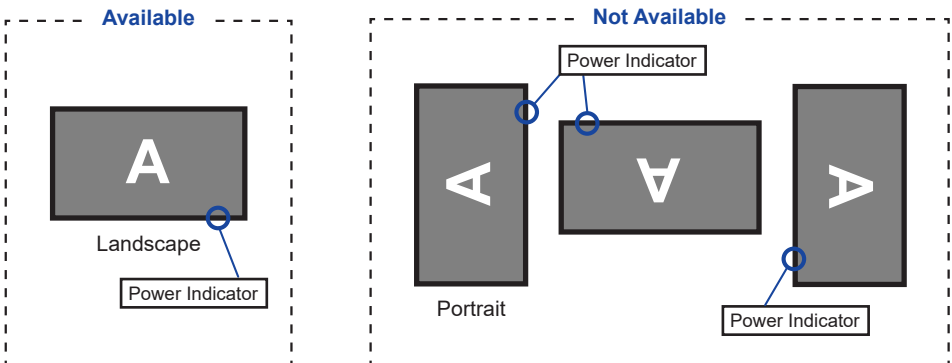 Available
A
Landscape
Power Indicator
Not Available
Power Indicator
A
A
A
Portrait
Power Indicator